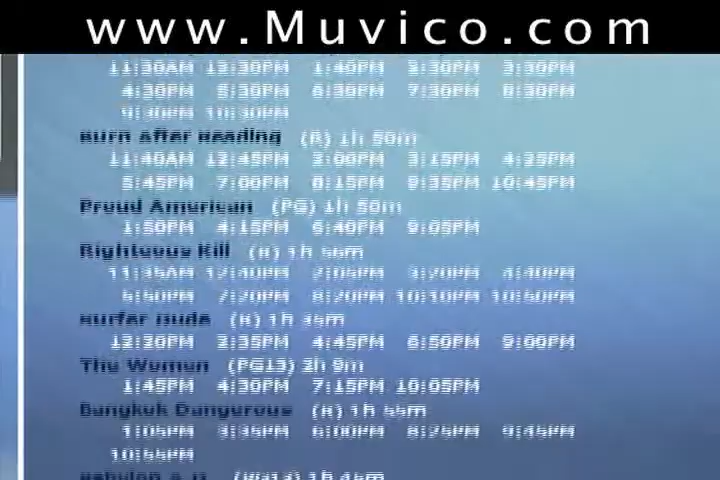 www.Muvico.com
11:30AM 12:30PM 1:40PM 2:30PM 3:30PM
4:30PM 5:30PM 6:30PM 7:30PM 8:30PM
9:30PM 10:30PM
Burn After Reading (R) 1h 50m
11:40AM 12:45PM 2:00PM 3:15PM 4:25PM
5:45PM 7:00PM 8:15PM 9:35PM 10:45PM
Proud American (PG) 1h 50m
1:50PM 4:15PM 6:40PM 9:05PM
Righteous Kill (R) 1h 56m
11:35AM 12:40PM 2:05PM 3:20PM 4:40PM
5:50PM 7:20PM 8:20PM 10:10PM 10:50PM
Surfer Dude (R) 1h 35m
12:20PM 2:35PM 4:45PM 6:50PM 9:00PM
The Women (PG13) 2h 9m
1:45PM 4:30PM 7:15PM 10:05PM
Bangkok Dangerous (R) 1h 55m
1:05PM 3:35PM 6:00PM 8:25PM 9:45PM
10:55PM
Babylon A.D. (PG13) 1h 45m